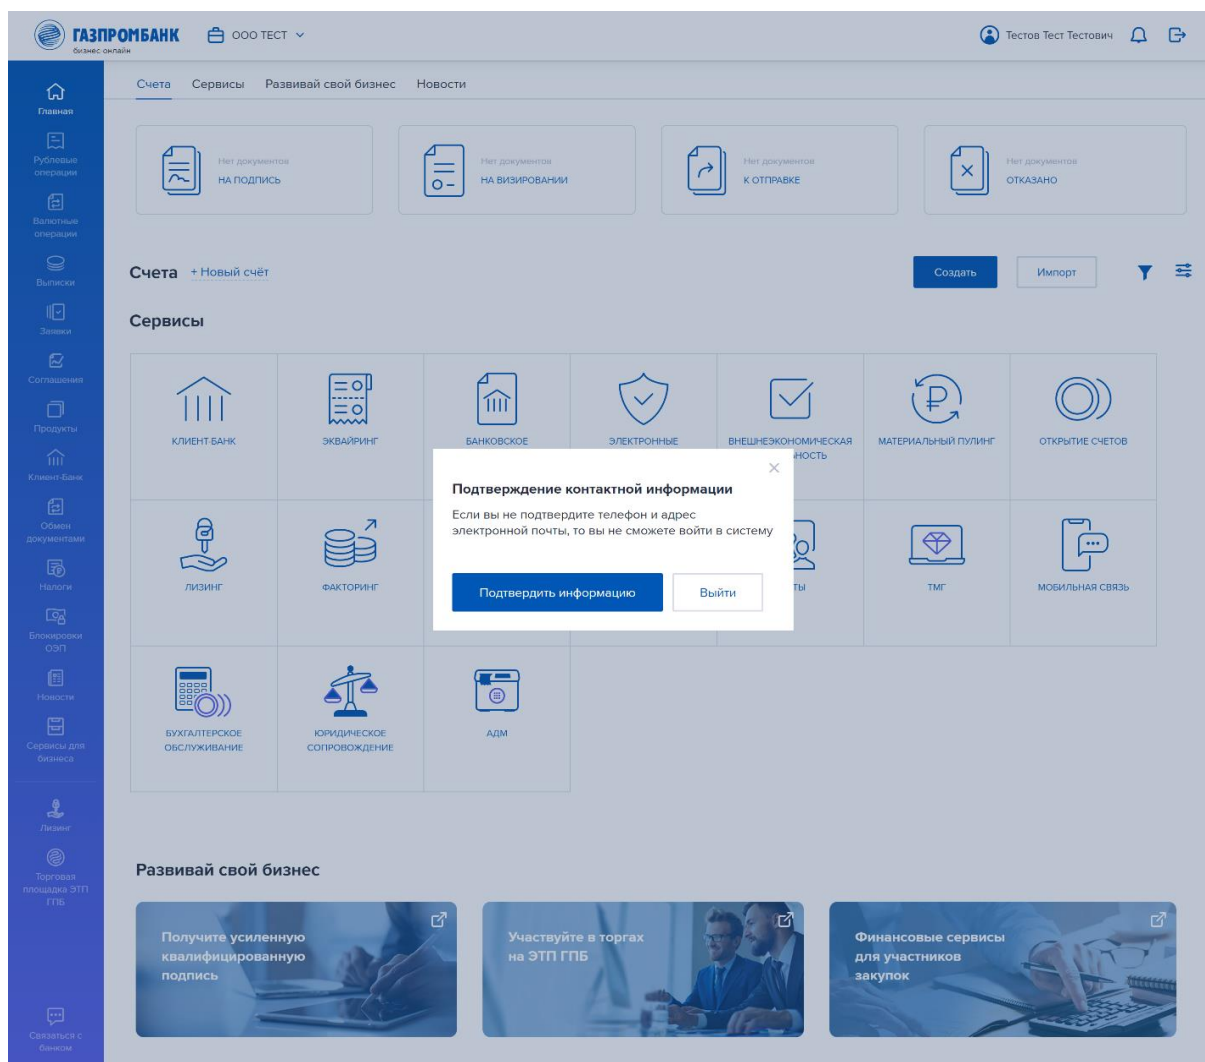 ГАЗПРОМБАНК
бизнес онлайн
ООО ТЕСТ
Тестов Тест Тестович
Главная
Рублевые
операции
Валютные
операции
Выписки
Заявки
Соглашения
Продукты
Клиент-Банк
Обмен
документами
Налоги
Блокировки
ОЭП
Новости
Сервисы для
бизнеса
Лизинг
Торговая
площадка ЭТП
ГПБ
Связаться с
банком
Счета Сервисы Развивай свой бизнес Новости
Нет документов
НА ПОДПИСЬ
Нет документов
НА ВИЗИРОВАНИИ
Нет документов
К ОТПРАВКЕ
Нет документов
ОТКАЗАНО
Счета + Новый счёт
Создать
Импорт
Сервисы
КЛИЕНТ-БАНК
ЭКВАЙРИНГ
БАНКОВСКОЕ
ЭЛЕКТРОННЫЕ
ВНЕШНЕЭКОНОМИЧЕСКАЯ
НОСТЬ
МАТЕРИАЛЬНЫЙ ПУЛИНГ
ОТКРЫТИЕ СЧЕТОВ
Подтверждение контактной информации
Если вы не подтвердите телефон и адрес
электронной почты, то вы не сможете войти в систему
Подтвердить информацию
Выйти
ЛИЗИНГ
ФАКТОРИНГ
ТЫ
ТМГ
МОБИЛЬНАЯ СВЯЗЬ
БУХГАЛТЕРСКОЕ
ОБСЛУЖИВАНИЕ
ЮРИДИЧЕСКОЕ
СОПРОВОЖДЕНИЕ
АДМ
Развивай свой бизнес
Получите усиленную
квалифицированную
подпись
Участвуйте в торгах
на ЭТП ГПБ
Финансовые сервисы
для участников
закупок